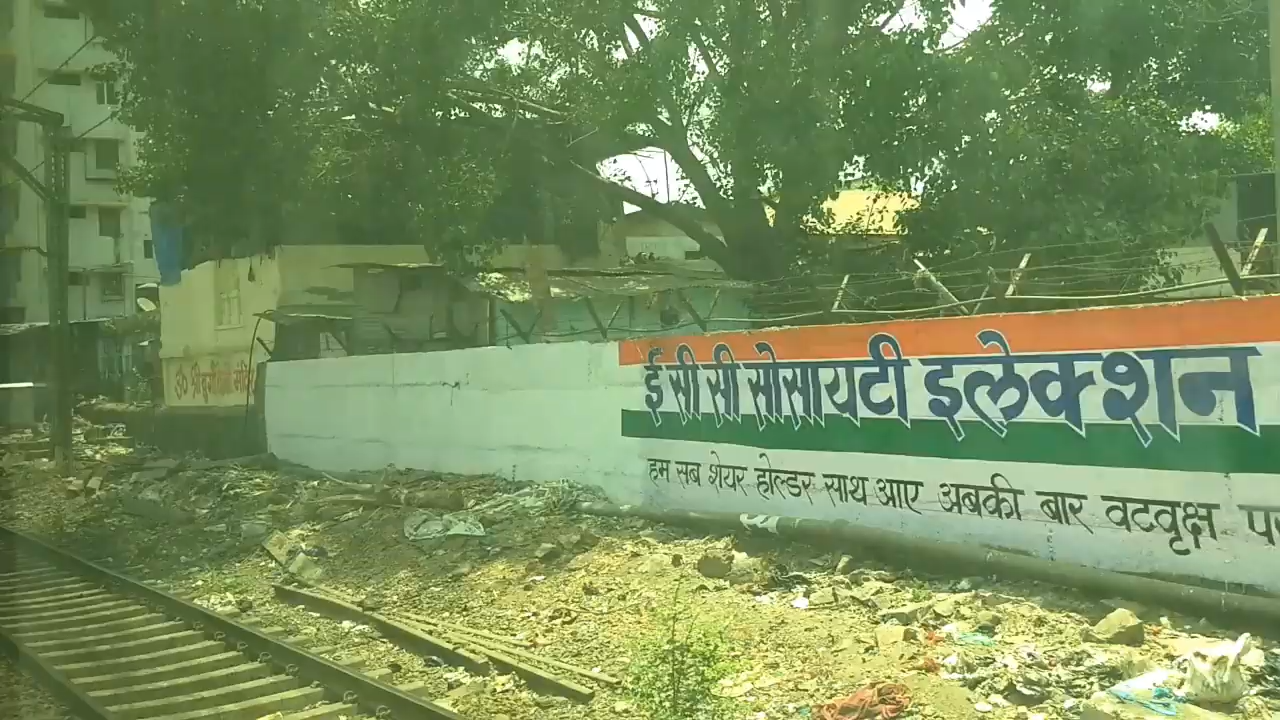 ॐ श्री दुर्गा मंदिर
ई सी सी सोसायटी इलेक्शन
हम सब शेयर होल्डर साथ आए अबकी बार वटवृक्ष